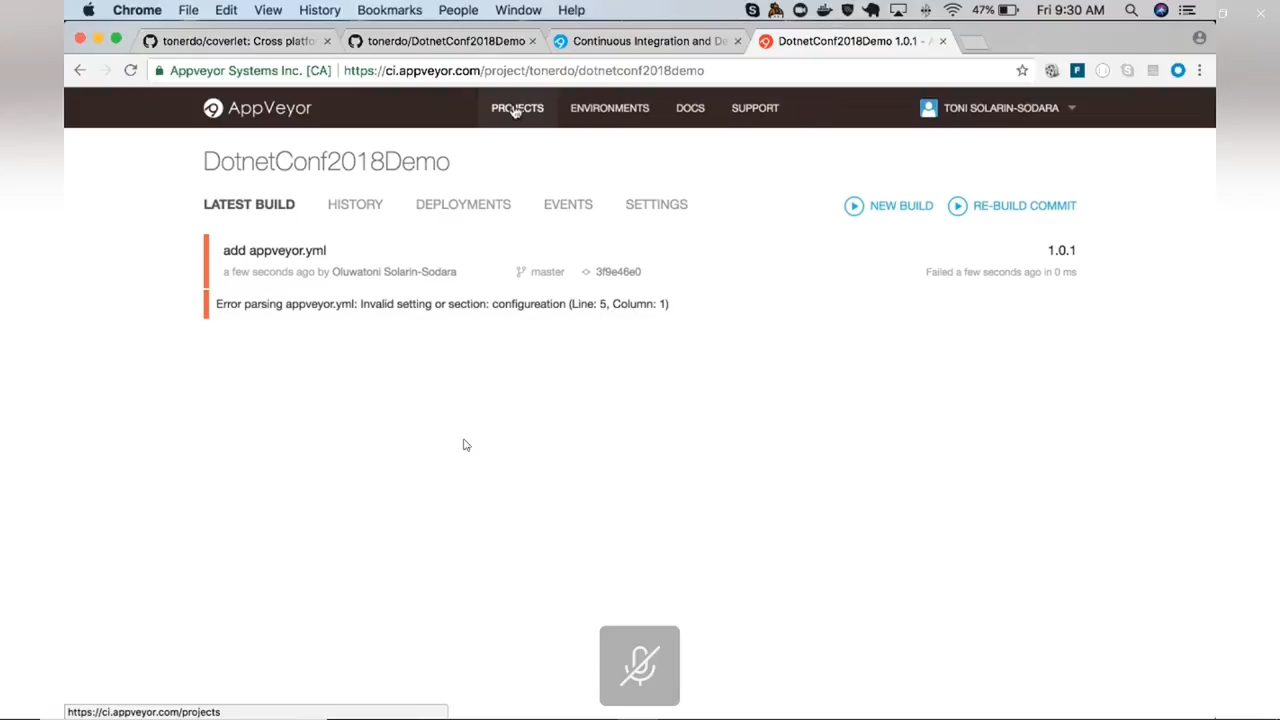 Chrome File Edit View History Bookmarks People Window Help 47% Fri 9:30 AM
tonerdo/coverlet: Cross platfo tonerdo/DotnetConf2018Demo Continuous Integration and De DotnetConf2018Demo 1.0.1 - A
Appveyor Systems Inc. [CA] https://ci.appveyor.com/project/tonerdo/dotnetconf2018demo
AppVeyor PROJECTS ENVIRONMENTS DOCS SUPPORT TONI SOLARIN-SODARA
DotnetConf2018Demo
LATEST BUILD HISTORY DEPLOYMENTS EVENTS SETTINGS NEW BUILD RE-BUILD COMMIT
add appveyor.yml 1.0.1
a few seconds ago by Oluwatoni Solarin-Sodara master 3f9e46e0 Failed a few seconds ago in 0 ms
Error parsing appveyor.yml: Invalid setting or section: configureation (Line: 5, Column: 1)
https://ci.appveyor.com/projects